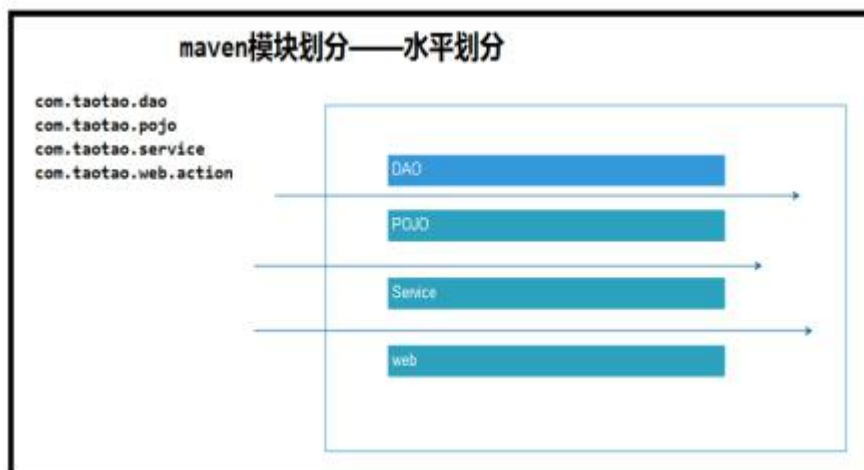 maven模块划分——水平划分
com.taotao.dao
com.taotao.pojo
com.taotao.service
com.taotao.web.action
DAO
POJO
Service
web